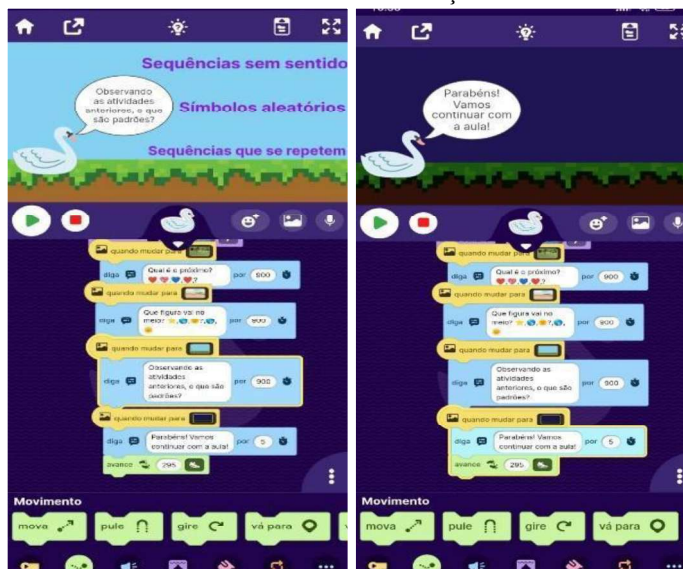 Sequências sem sentido
Observando
as atividades
anteriores, o que
são padrões?
Símbolos aleatórios
Sequências que se repetem
quando mudar para
diga
Qual é o próximo?
❤️❤️💙❤️?
por
900
quando mudar para
diga
Que figura vai no
meio? ⭐,🌎,🌞?,🌎,
🌞
por
900
quando mudar para
diga
Observando as
atividades
anteriores, o que são
padrões?
por
900
quando mudar para
diga
Parabéns! Vamos
continuar com a aula!
por
5
avance
295
Movimento
mova
pule
gire
vá para
Parabéns!
Vamos
continuar com
a aula!
quando mudar para
diga
Qual é o próximo?
❤️❤️💙❤️?
por
900
quando mudar para
diga
Que figura vai no
meio? ⭐,🌎,🌞?,🌎,
🌞
por
900
quando mudar para
diga
Observando as
atividades
anteriores, o que são
padrões?
por
900
quando mudar para
diga
Parabéns! Vamos
continuar com a aula!
por
5
avance
295
Movimento
mova
pule
gire
vá para